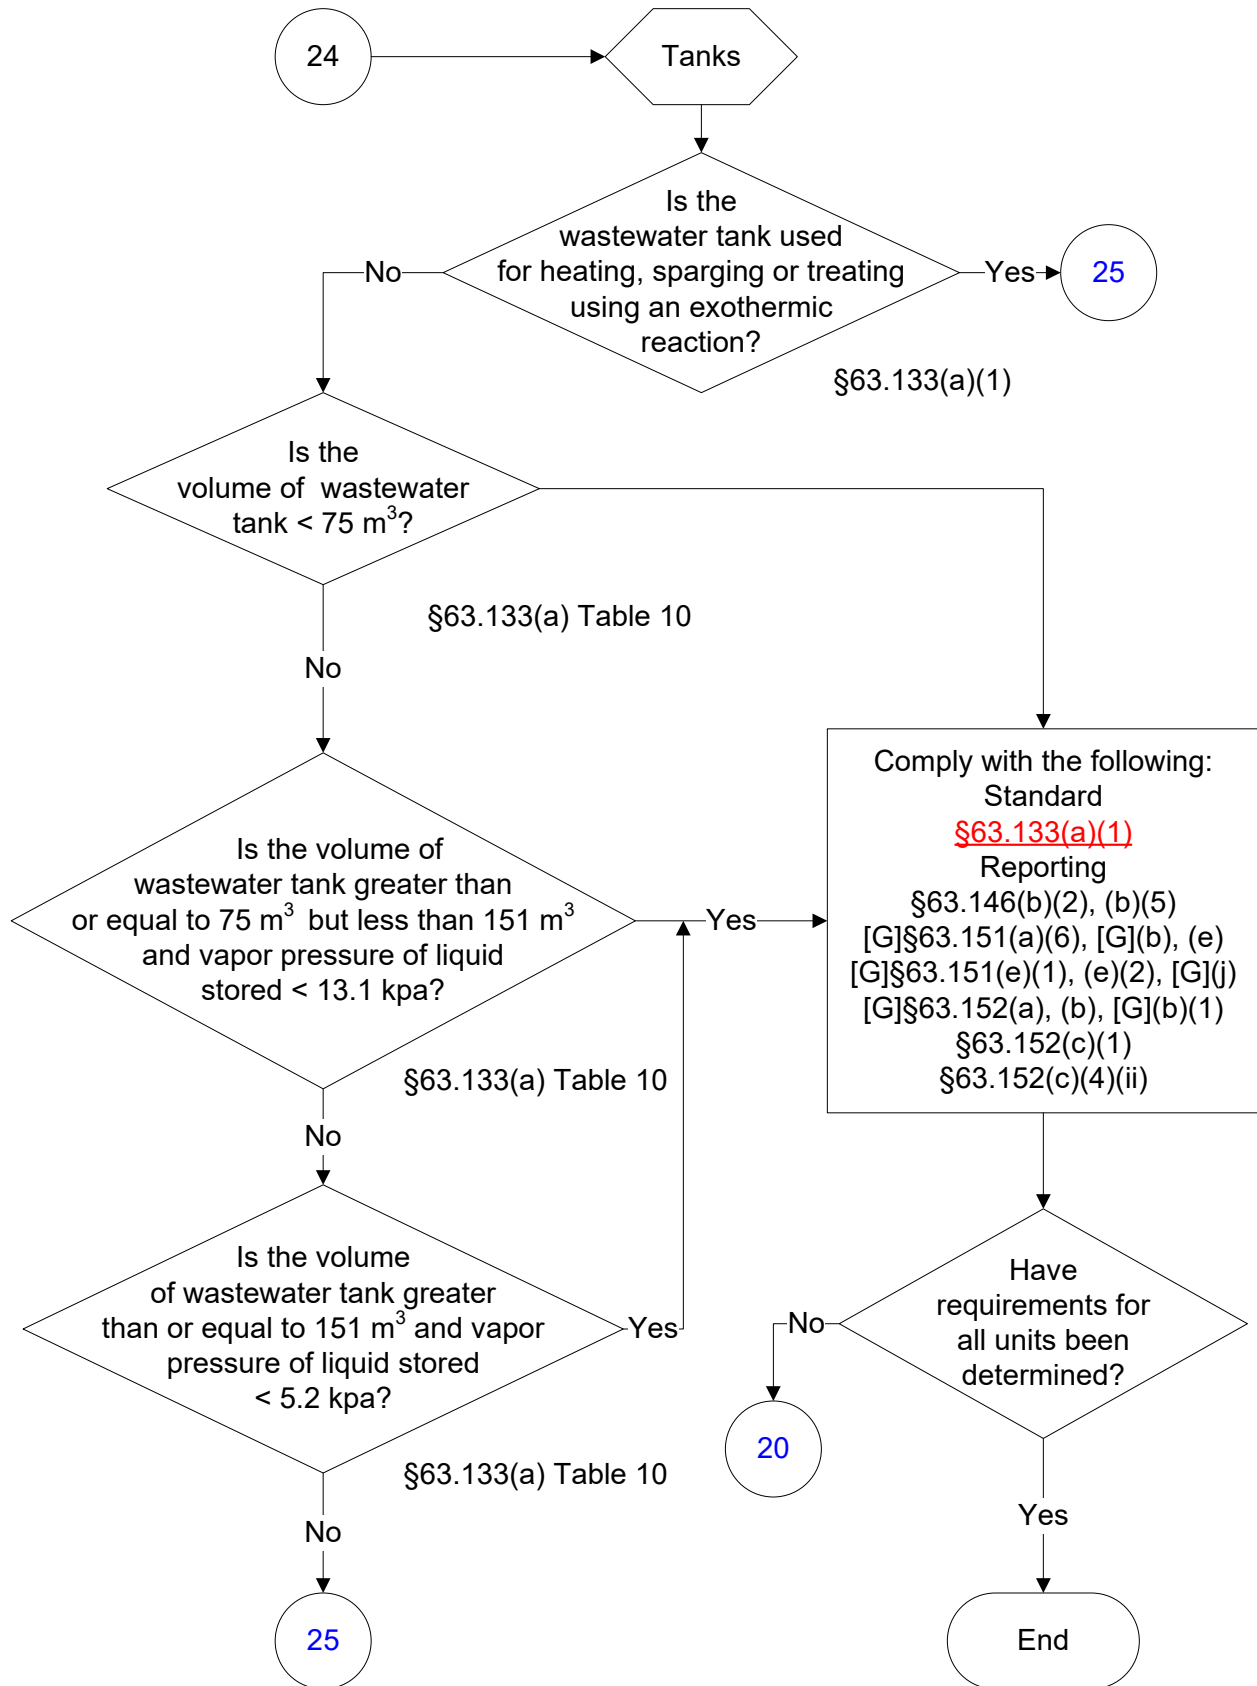 24
Tanks
Is the
wastewater tank used
for heating, sparging or treating
using an exothermic
reaction?
No
Yes
25
§63.133(a)(1)
Is the
volume of  wastewater
tank < 75 m³?
§63.133(a) Table 10
No
Is the volume of
wastewater tank greater than
or equal to 75 m³  but less than 151 m³
and vapor pressure of liquid
stored < 13.1 kpa?
Yes
§63.133(a) Table 10
No
Comply with the following:
Standard
§63.133(a)(1)
Reporting
§63.146(b)(2), (b)(5)
[G]§63.151(a)(6), [G](b), (e)
[G]§63.151(e)(1), (e)(2), [G](j)
[G]§63.152(a), (b), [G](b)(1)
§63.152(c)(1)
§63.152(c)(4)(ii)
Is the volume
of wastewater tank greater
than or equal to 151 m³ and vapor
pressure of liquid stored
< 5.2 kpa?
Yes
§63.133(a) Table 10
No
25
Have
requirements for
all units been
determined?
No
20
Yes
End